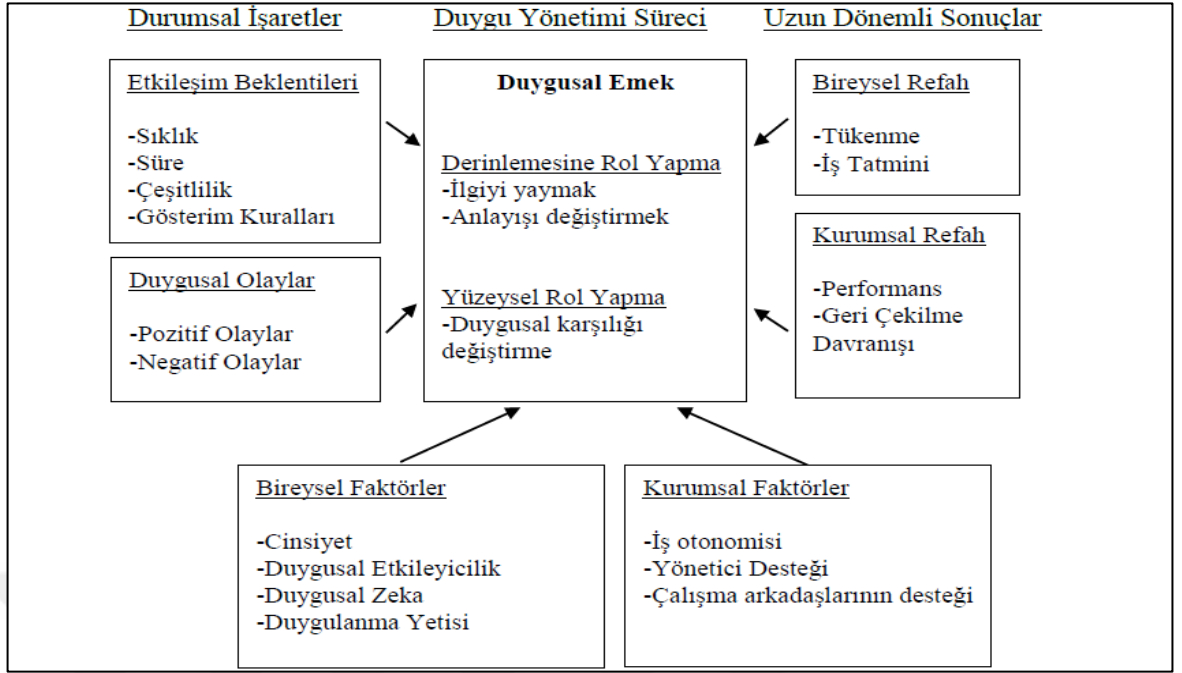 Durumsal İşaretler
Duygu Yönetimi Süreci
Uzun Dönemli Sonuçlar
Etkileşim Beklentileri
-Sıklık
-Süre
-Çeşitlilik
-Gösterim Kuralları
Duygusal Olaylar
-Pozitif Olaylar
-Negatif Olaylar
Duygusal Emek
Derinlemesine Rol Yapma
-İlgiyi yaymak
-Anlayışı değiştirmek
Yüzeysel Rol Yapma
-Duygusal karşılığı
değiştirme
Bireysel Refah
-Tükenme
-İş Tatmini
Kurumsal Refah
-Performans
-Geri Çekilme
Davranışı
Bireysel Faktörler
-Cinsiyet
-Duygusal Etkileyicilik
-Duygusal Zeka
-Duygulanma Yetisi
Kurumsal Faktörler
-İş otonomisi
-Yönetici Desteği
-Çalışma arkadaşlarının desteği